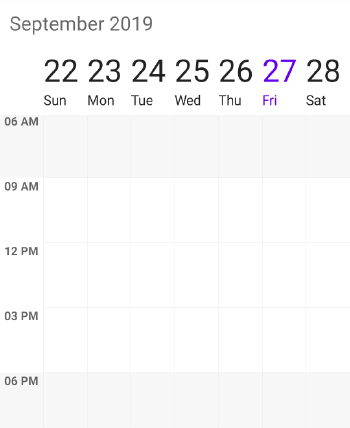 September 2019
22 23 24 25 26 27 28
Sun Mon Tue Wed Thu Fri Sat
06 AM
09 AM
12 PM
03 PM
06 PM